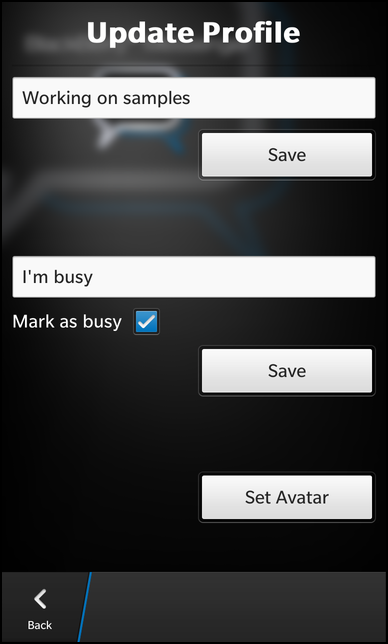 Update Profile
Working on samples
Save
I'm busy
Mark as busy
Save
Set Avatar
Back